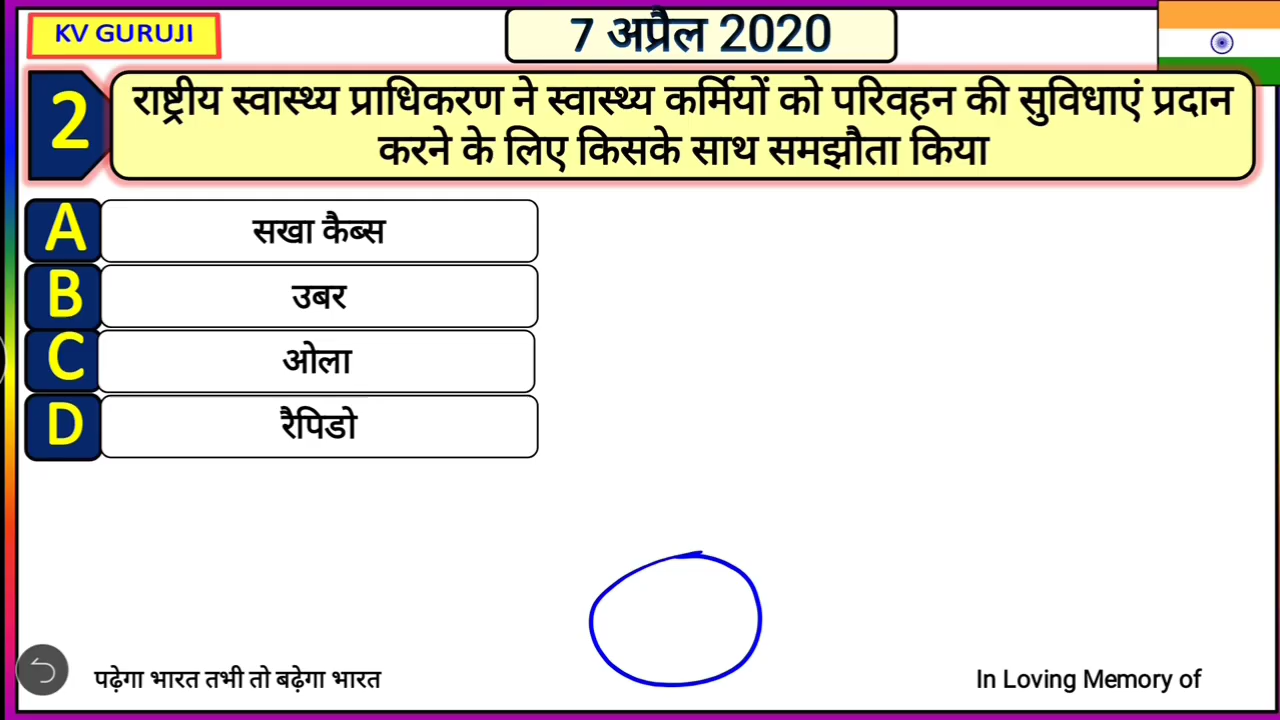 KV GURUJI
7 अप्रैल 2020
2
राष्ट्रीय स्वास्थ्य प्राधिकरण ने स्वास्थ्य कर्मियों को परिवहन की सुविधाएं प्रदान
करने के लिए किसके साथ समझौता किया
A सखा कैब्स
B उबर
C ओला
D रैपिडो
पढ़ेगा भारत तभी तो बढ़ेगा भारत
In Loving Memory of